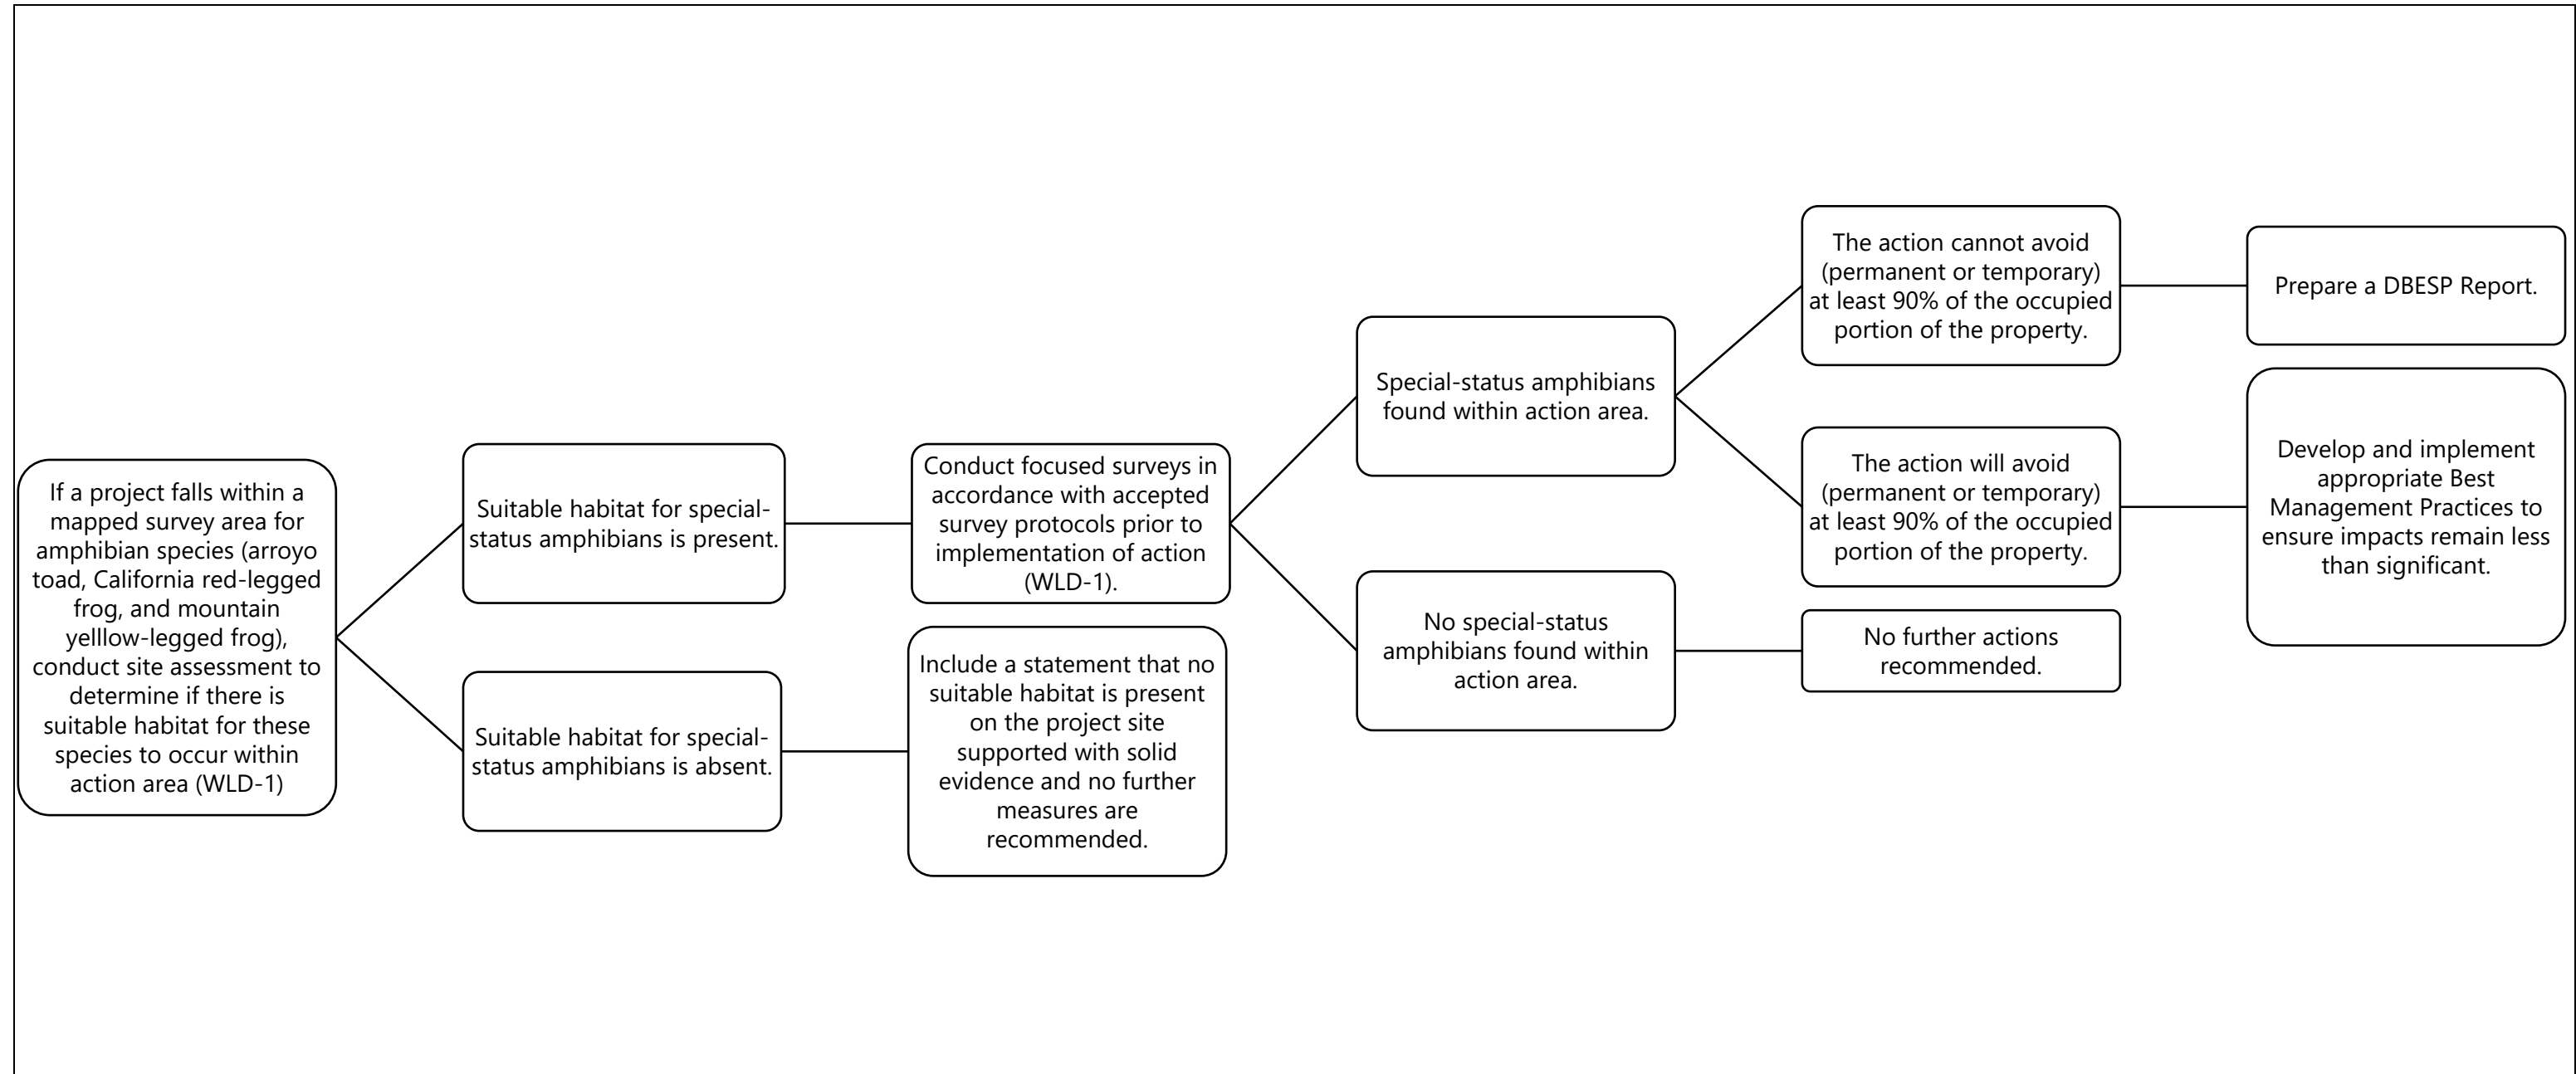 If a project falls within a
mapped survey area for
amphibian species (arroyo
toad, California red-legged
frog, and mountain
yelllow-legged frog),
conduct site assessment to
determine if there is
suitable habitat for these
species to occur within
action area (WLD-1)
Suitable habitat for special-
status amphibians is present.
Suitable habitat for special-
status amphibians is absent.
Conduct focused surveys in
accordance with accepted
survey protocols prior to
implementation of action
(WLD-1).
Include a statement that no
suitable habitat is present
on the project site
supported with solid
evidence and no further
measures are
recommended.
Special-status amphibians
found within action area.
No special-status
amphibians found within
action area.
The action cannot avoid
(permanent or temporary)
at least 90% of the occupied
portion of the property.
The action will avoid
(permanent or temporary)
at least 90% of the occupied
portion of the property.
No further actions
recommended.
Prepare a DBESP Report.
Develop and implement
appropriate Best
Management Practices to
ensure impacts remain less
than significant.